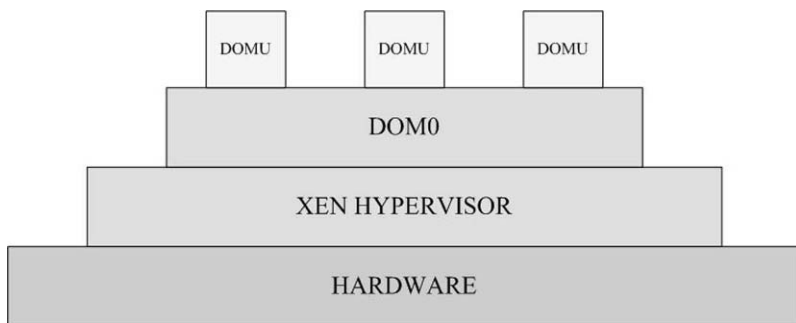 DOMU DOMU DOMU
DOM0
XEN HYPERVISOR
HARDWARE